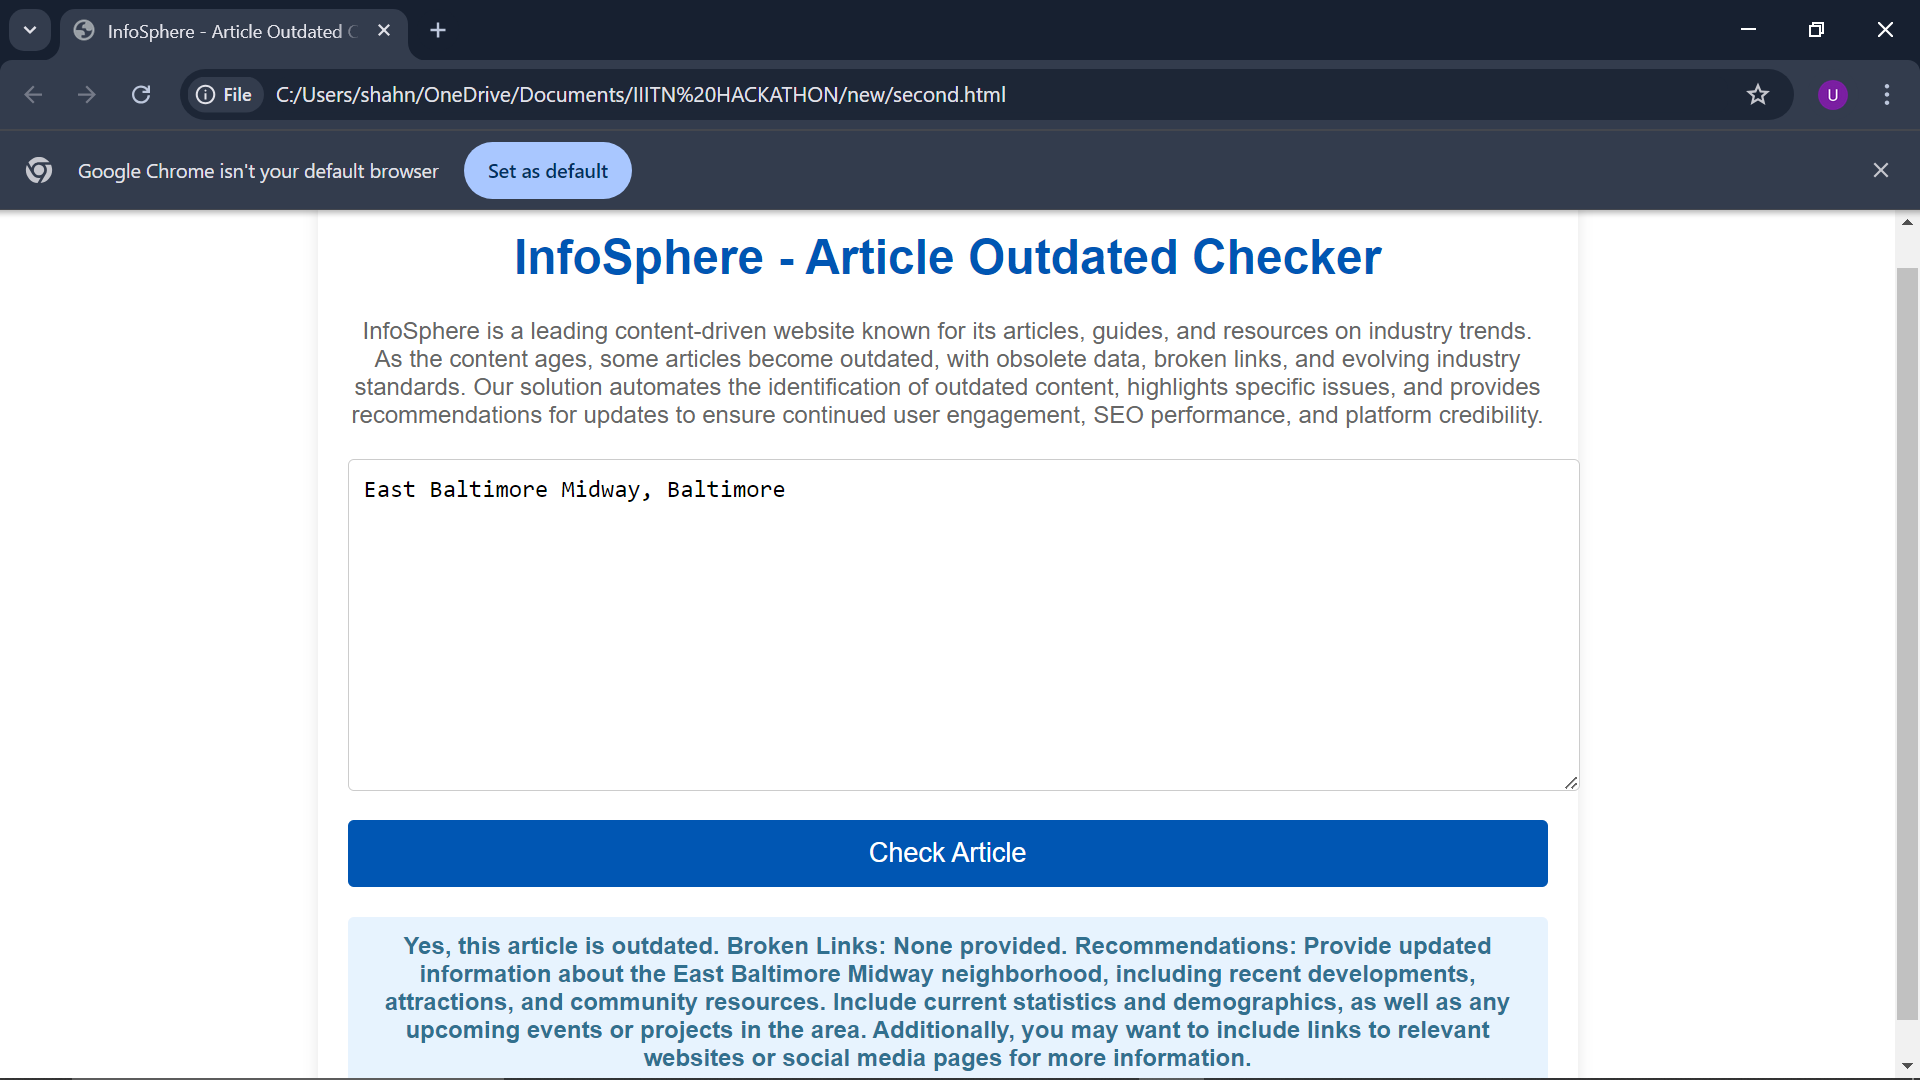 InfoSphere - Article Outdated C
File
C:/Users/shahn/OneDrive/Documents/IIITN%20HACKATHON/new/second.html
U
Google Chrome isn't your default browser
Set as default
InfoSphere - Article Outdated Checker
InfoSphere is a leading content-driven website known for its articles, guides, and resources on industry trends.
As the content ages, some articles become outdated, with obsolete data, broken links, and evolving industry
standards. Our solution automates the identification of outdated content, highlights specific issues, and provides
recommendations for updates to ensure continued user engagement, SEO performance, and platform credibility.
East Baltimore Midway, Baltimore
Check Article
Yes, this article is outdated. Broken Links: None provided. Recommendations: Provide updated
information about the East Baltimore Midway neighborhood, including recent developments,
attractions, and community resources. Include current statistics and demographics, as well as any
upcoming events or projects in the area. Additionally, you may want to include links to relevant
websites or social media pages for more information.